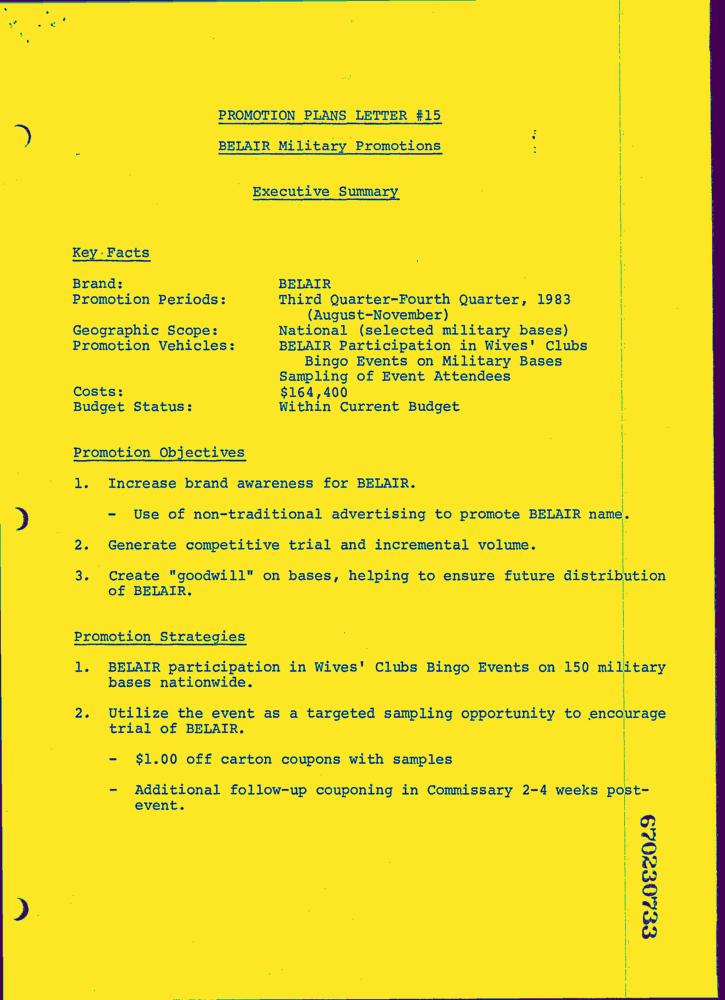 PROMOTION PLANS LETTER #15
BELAIR Military Promotions
Executive Summary
Key Facts
Brand: BELAIR
Promotion Periods: Third Quarter-Fourth Quarter, 1983
(August-November)
Geographic Scope: National (selected military bases)
Promotion Vehicles: BELAIR Participation in Wives' Clubs
Bingo Events on Military Bases
Sampling of Event Attendees
Costs: $164,400
Budget Status: Within Current Budget
Promotion Objectives
1. Increase brand awareness for BELAIR.
- Use of non-traditional advertising to promote BELAIR name.
2. Generate competitive trial and incremental volume.
3. Create "goodwill" on bases, helping to ensure future distribution
of BELAIR.
Promotion Strategies
1. BELAIR participation in Wives' Clubs Bingo Events on 150 military
bases nationwide.
2. Utilize the event as a targeted sampling opportunity to encourage
trial of BELAIR.
- $1.00 off carton coupons with samples
- Additional follow-up couponing in Commissary 2-4 weeks post-
event.
670230733